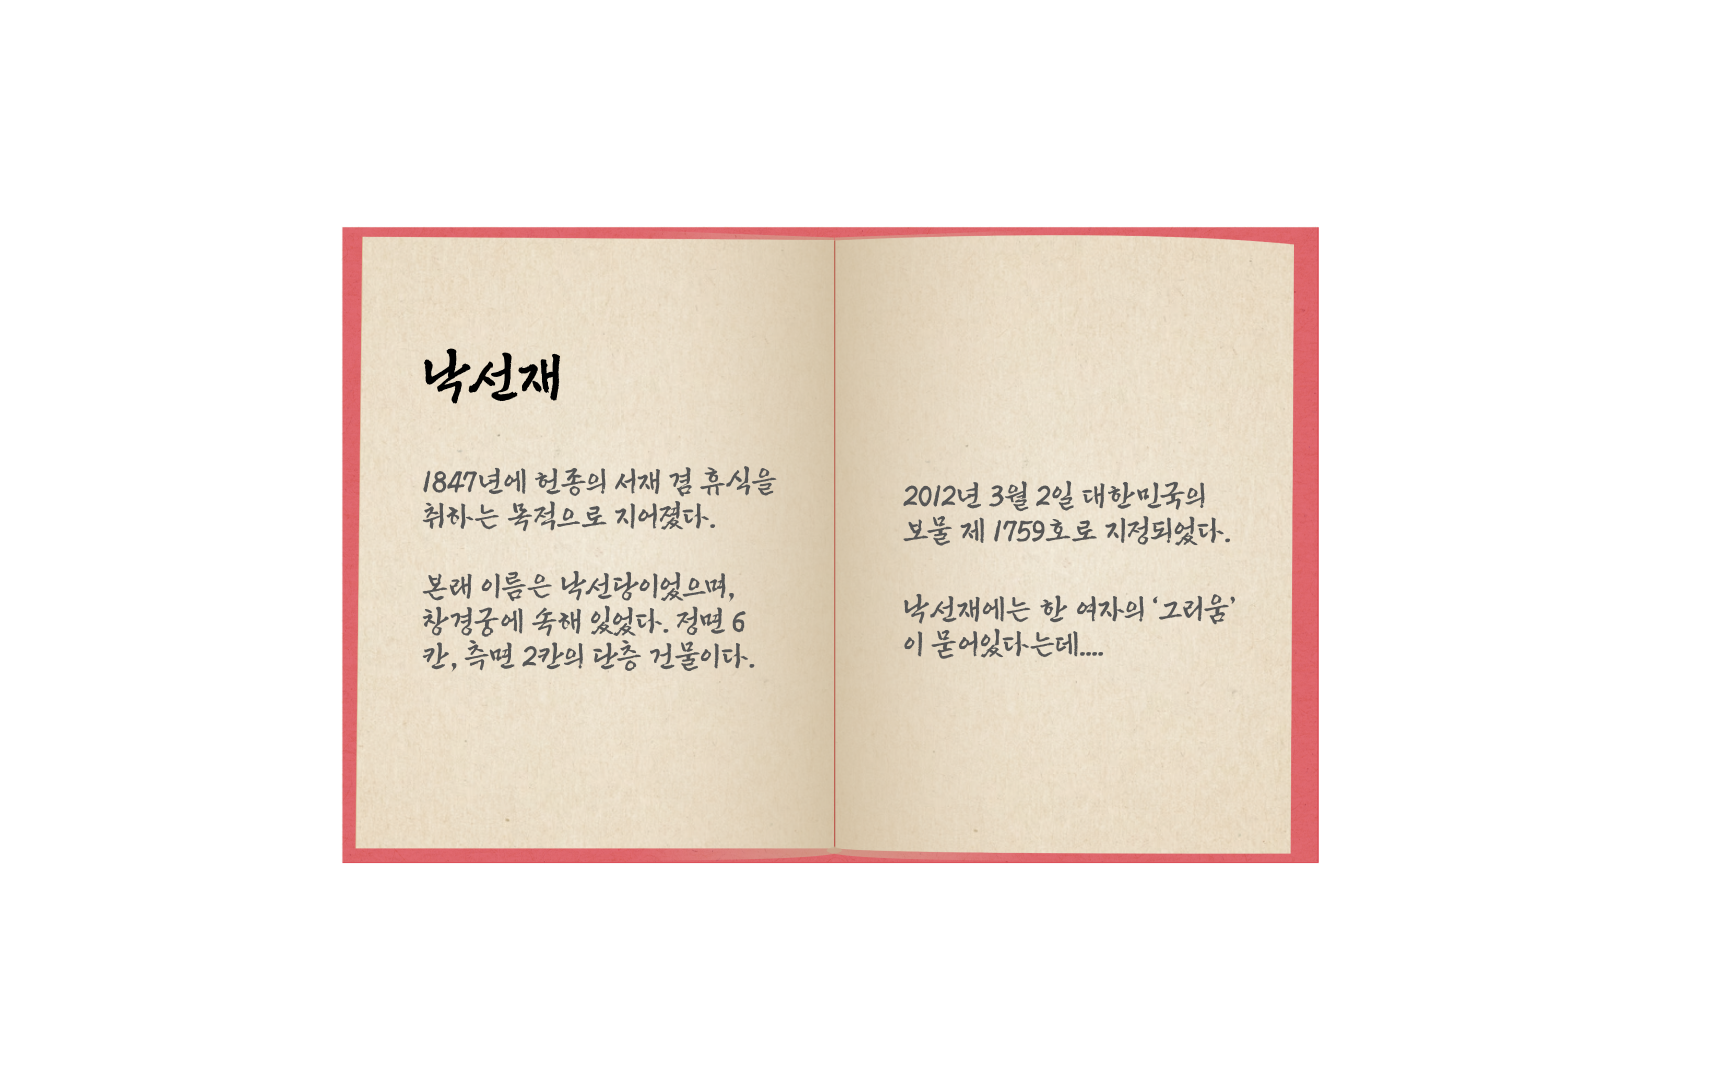 낙선재
1847년에 헌종의 서재 겸 휴식을
취하는 목적으로 지어졌다.
본래 이름은 낙선당이었으며,
창경궁에 속해 있었다. 정면 6
칸, 측면 2칸의 단층 건물이다.
2012년 3월 2일 대한민국의
보물 제 1759호로 지정되었다.
낙선재에는 한 여자의 ‘그리움’
이 묻어있다는데....